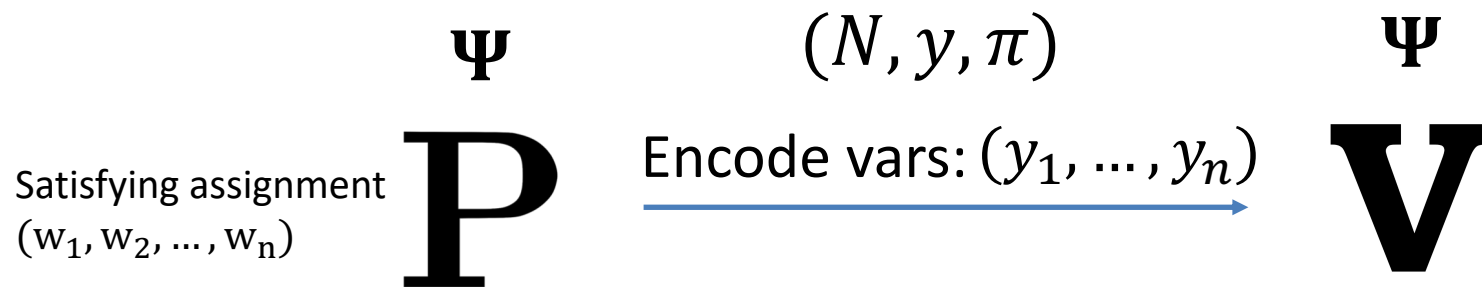 Ψ
(N, y, π)
Ψ
Satisfying assignment
(w₁, w₂, …, wₙ)
P
Encode vars: (y₁, …, yₙ)
V